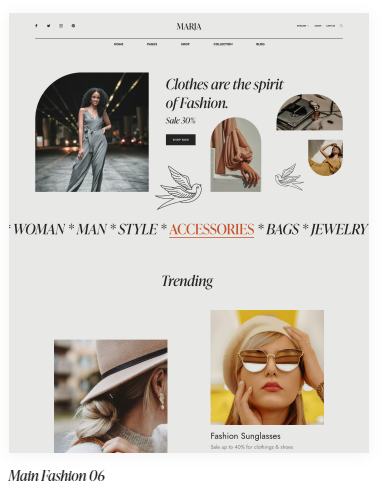 MARJA
HOME PAGES SHOP COLLECTION BLOG
Clothes are the spirit
of Fashion.
Sale 30%
SHOP NOW
* WOMAN * MAN * STYLE * ACCESSORIES * BAGS * JEWELRY
Trending
Fashion Sunglasses
Sale up to 40% for clothings & shoes
Main Fashion 06